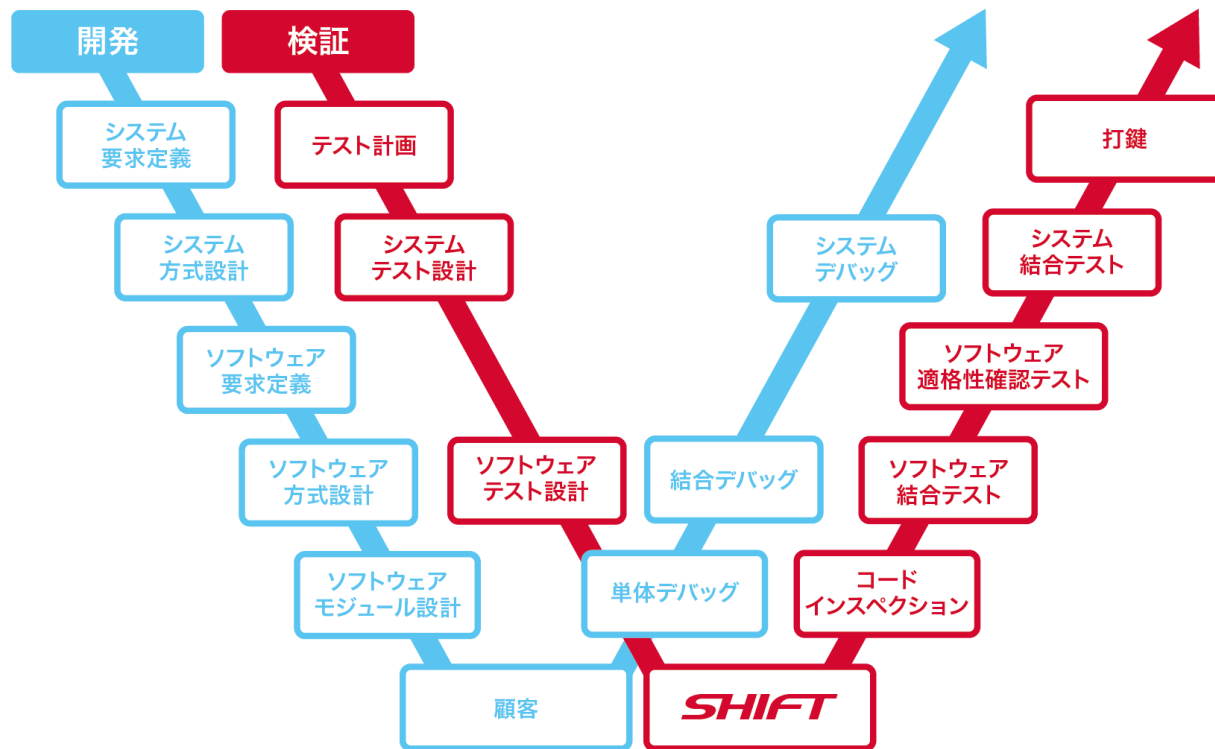 開発
検証
システム
要求定義
テスト計画
打鍵
システム
方式設計
システム
テスト設計
システム
デバッグ
システム
結合テスト
ソフトウェア
要求定義
ソフトウェア
適格性確認テスト
ソフトウェア
方式設計
ソフトウェア
テスト設計
結合デバッグ
ソフトウェア
結合テスト
ソフトウェア
モジュール設計
単体デバッグ
コード
インスペクション
顧客
SHIFT